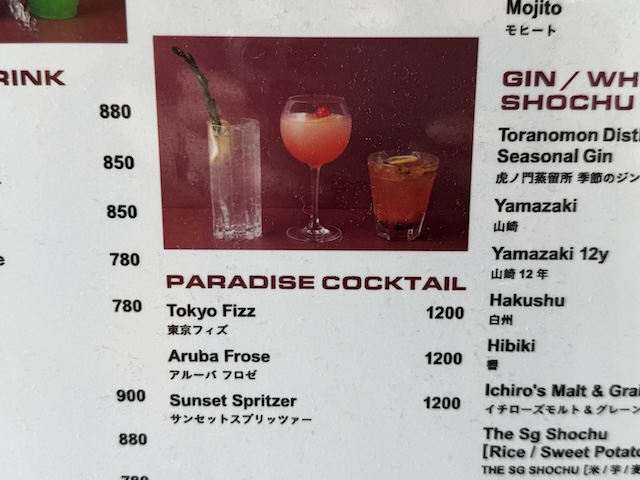 RINK
880
850
850
780
780
900
880
780
PARADISE COCKTAIL
Tokyo Fizz 1200
東京フィズ
Aruba Frose 1200
アルーバ フロゼ
Sunset Spritzer 1200
サンセットスプリッツァー
Mojito
モヒート
GIN / WH
SHOCHU
Toranomon Disti
Seasonal Gin
虎ノ門蒸留所 季節のジン
Yamazaki
山崎
Yamazaki 12y
山崎 12 年
Hakushu
白州
Hibiki
響
Ichiro's Malt & Grai
イチローズモルト & グレーン
The Sg Shochu
[Rice / Sweet Potato
THE SG SHOCHU [米 / 芋 / 麦